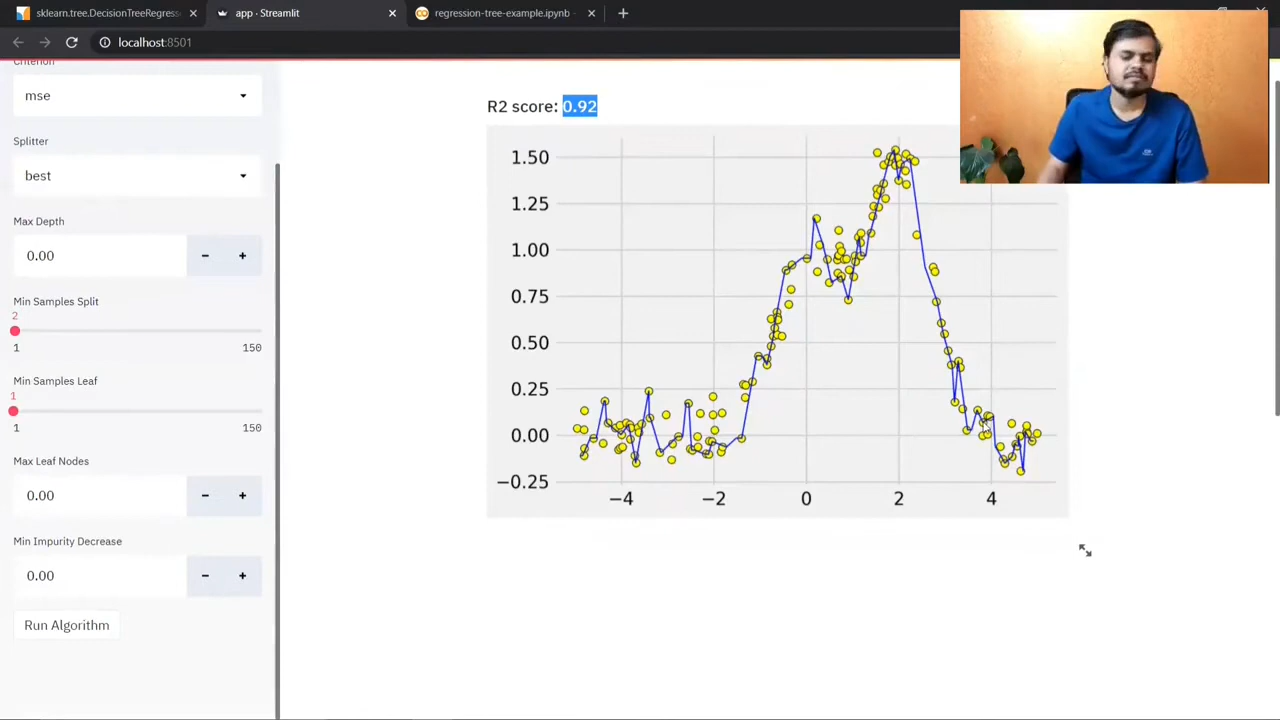 sklearn.tree.DecisionTreeRegress
app · Streamlit
regression-tree-example.ipynb
localhost:8501
Criterion
mse
Splitter
best
Max Depth
0.00
- +
Min Samples Split
2
1 150
Min Samples Leaf
1
1 150
Max Leaf Nodes
0.00
- +
Min Impurity Decrease
0.00
- +
Run Algorithm
R2 score: 0.92
1.50
1.25
1.00
0.75
0.50
0.25
0.00
−0.25
−4 −2 0 2 4